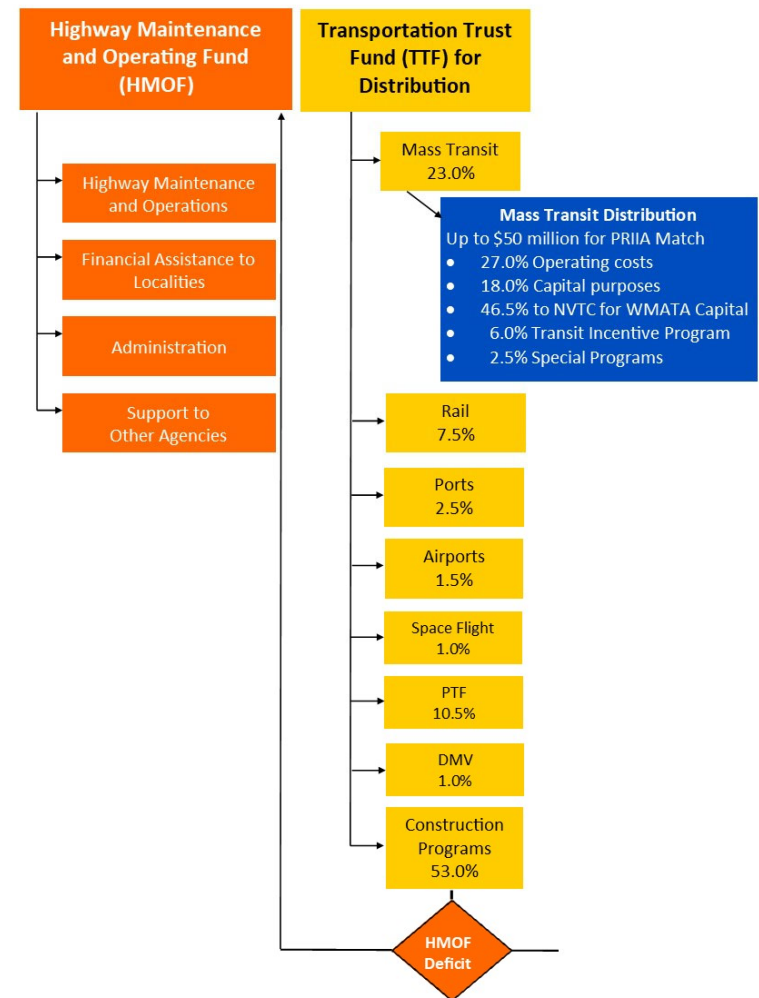 Highway Maintenance
and Operating Fund
(HMOF)
Highway Maintenance
and Operations
Financial Assistance to
Localities
Administration
Support to
Other Agencies
Transportation Trust
Fund (TTF) for
Distribution
Mass Transit
23.0%
Mass Transit Distribution
Up to $50 million for PRIIA Match
• 27.0% Operating costs
• 18.0% Capital purposes
• 46.5% to NVTC for WMATA Capital
• 6.0% Transit Incentive Program
• 2.5% Special Programs
Rail
7.5%
Ports
2.5%
Airports
1.5%
Space Flight
1.0%
PTF
10.5%
DMV
1.0%
Construction
Programs
53.0%
HMOF
Deficit